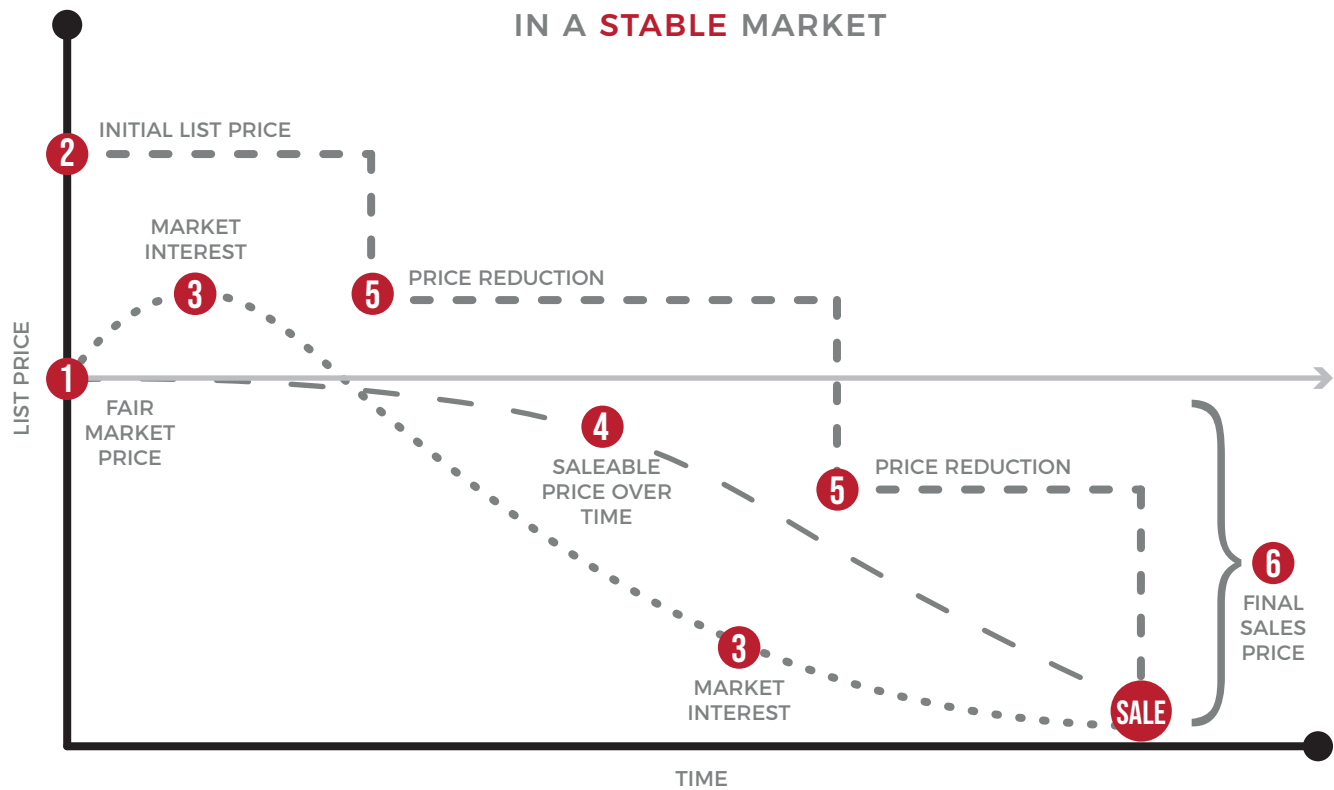 IN A STABLE MARKET
2
INITIAL LIST PRICE
MARKET
INTEREST
3
5
PRICE REDUCTION
LIST PRICE
1
FAIR
MARKET
PRICE
4
SALEABLE
PRICE OVER
TIME
5
PRICE REDUCTION
6
FINAL
SALES
PRICE
3
MARKET
INTEREST
SALE
TIME